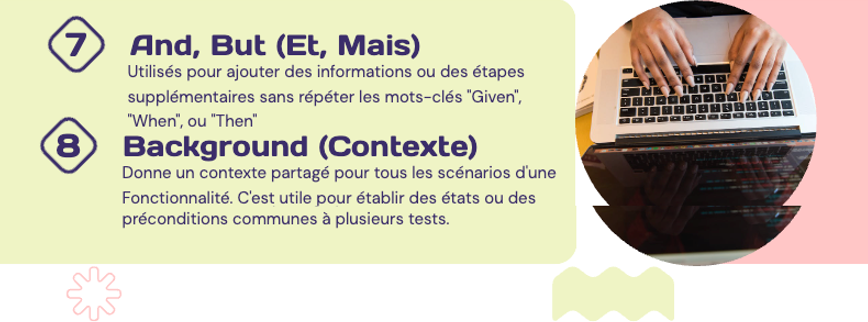 7 And, But (Et, Mais)
Utilisés pour ajouter des informations ou des étapes
supplémentaires sans répéter les mots-clés "Given",
"When", ou "Then"
8 Background (Contexte)
Donne un contexte partagé pour tous les scénarios d'une
Fonctionnalité. C'est utile pour établir des états ou des
préconditions communes à plusieurs tests.